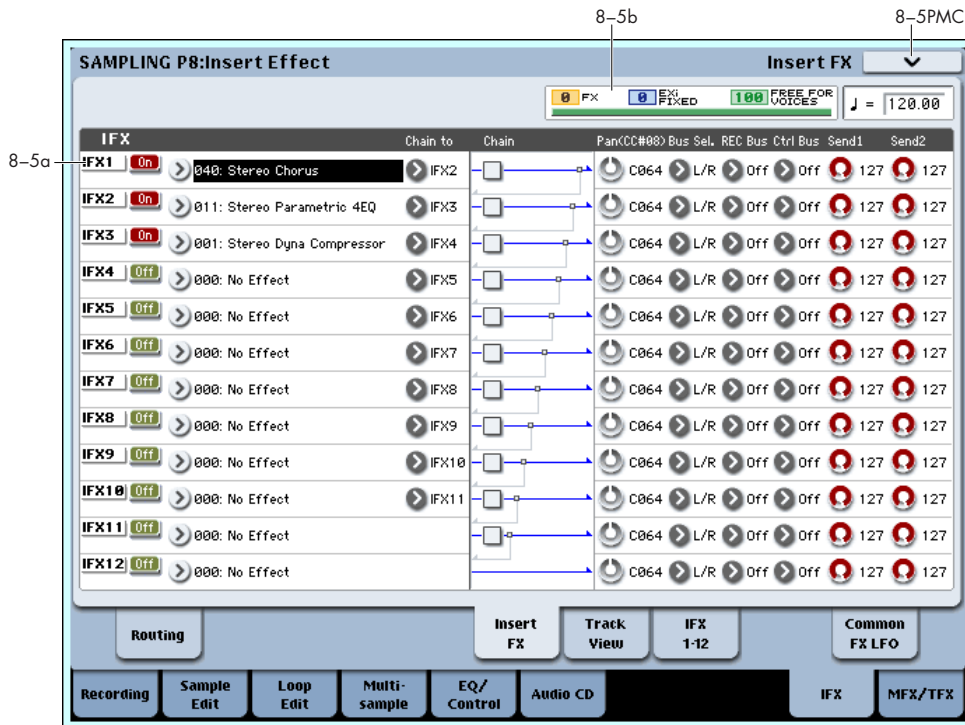 8–5b
8–5PMC
SAMPLING P8:Insert Effect
Insert FX
0 FX 0 EXi FIXED 100 FREE FOR VOICES
♩ = 120.00
IFX Chain to Chain Pan(CC#08) Bus Sel. REC Bus Ctrl Bus Send1 Send2
8–5a
IFX1 On 040: Stereo Chorus IFX2 C064 L/R Off Off 127 127
IFX2 On 011: Stereo Parametric 4EQ IFX3 C064 L/R Off Off 127 127
IFX3 On 001: Stereo Dyna Compressor IFX4 C064 L/R Off Off 127 127
IFX4 Off 000: No Effect IFX5 C064 L/R Off Off 127 127
IFX5 Off 000: No Effect IFX6 C064 L/R Off Off 127 127
IFX6 Off 000: No Effect IFX7 C064 L/R Off Off 127 127
IFX7 Off 000: No Effect IFX8 C064 L/R Off Off 127 127
IFX8 Off 000: No Effect IFX9 C064 L/R Off Off 127 127
IFX9 Off 000: No Effect IFX10 C064 L/R Off Off 127 127
IFX10 Off 000: No Effect IFX11 C064 L/R Off Off 127 127
IFX11 Off 000: No Effect C064 L/R Off Off 127 127
IFX12 Off 000: No Effect C064 L/R Off Off 127 127
Routing
Insert FX
Track View
IFX 1-12
Common FX LFO
Recording
Sample Edit
Loop Edit
Multi-sample
EQ/Control
Audio CD
IFX
MFX/TFX